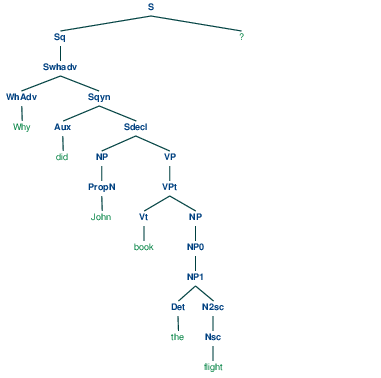 S
Sq ?
Swhadv
WhAdv Sqyn
Why Aux Sdecl
did NP VP
PropN VPt
John Vt NP
book NP0
NP1
Det N2sc
the Nsc
flight